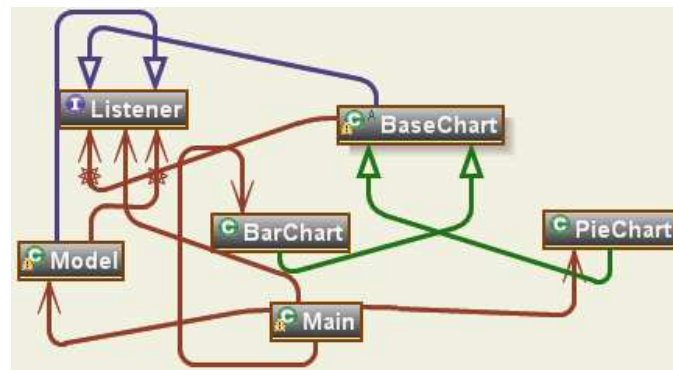 I Listener
C A BaseChart
C BarChart
C PieChart
C Model
C Main